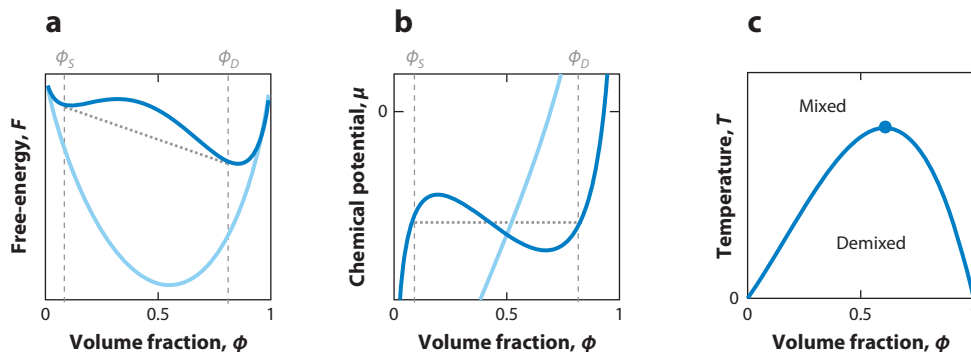 a
ϕS ϕD
Free-energy, F
0 0.5 1
Volume fraction, ϕ
b
ϕS ϕD
0
Chemical potential, μ
0 0.5 1
Volume fraction, ϕ
c
Mixed
Temperature, T
Demixed
0
0 0.5 1
Volume fraction, ϕ